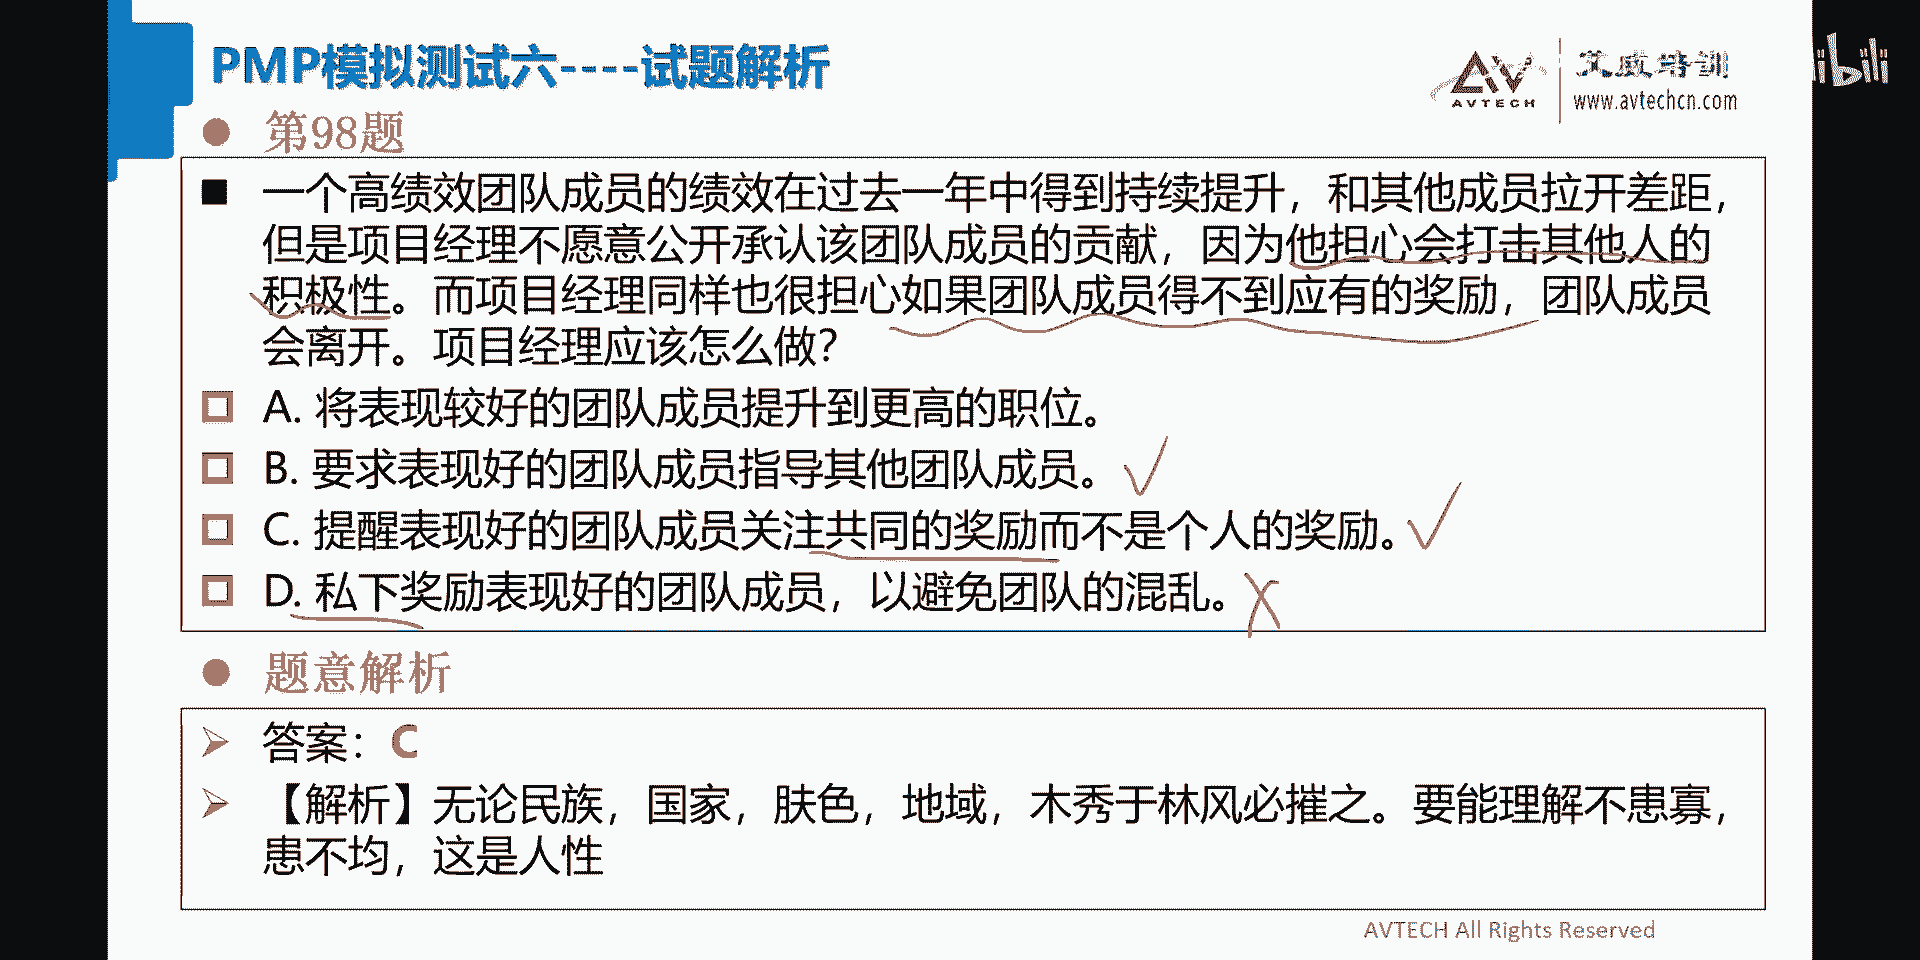 PMP模拟测试六----试题解析
AVTECH
艾威培训
www.avtechcn.com
libili
第98题
一个高绩效团队成员的绩效在过去一年中得到持续提升，和其他成员拉开差距，
但是项目经理不愿意公开承认该团队成员的贡献，因为他担心会打击其他人的
积极性。而项目经理同样也很担心如果团队成员得不到应有的奖励，团队成员
会离开。项目经理应该怎么做？
A. 将表现较好的团队成员提升到更高的职位。
B. 要求表现好的团队成员指导其他团队成员。
C. 提醒表现好的团队成员关注共同的奖励而不是个人的奖励。
D. 私下奖励表现好的团队成员，以避免团队的混乱。
题意解析
答案：C
【解析】无论民族，国家，肤色，地域，木秀于林风必摧之。要能理解不患寡，
患不均，这是人性
AVTECH All Rights Reserved